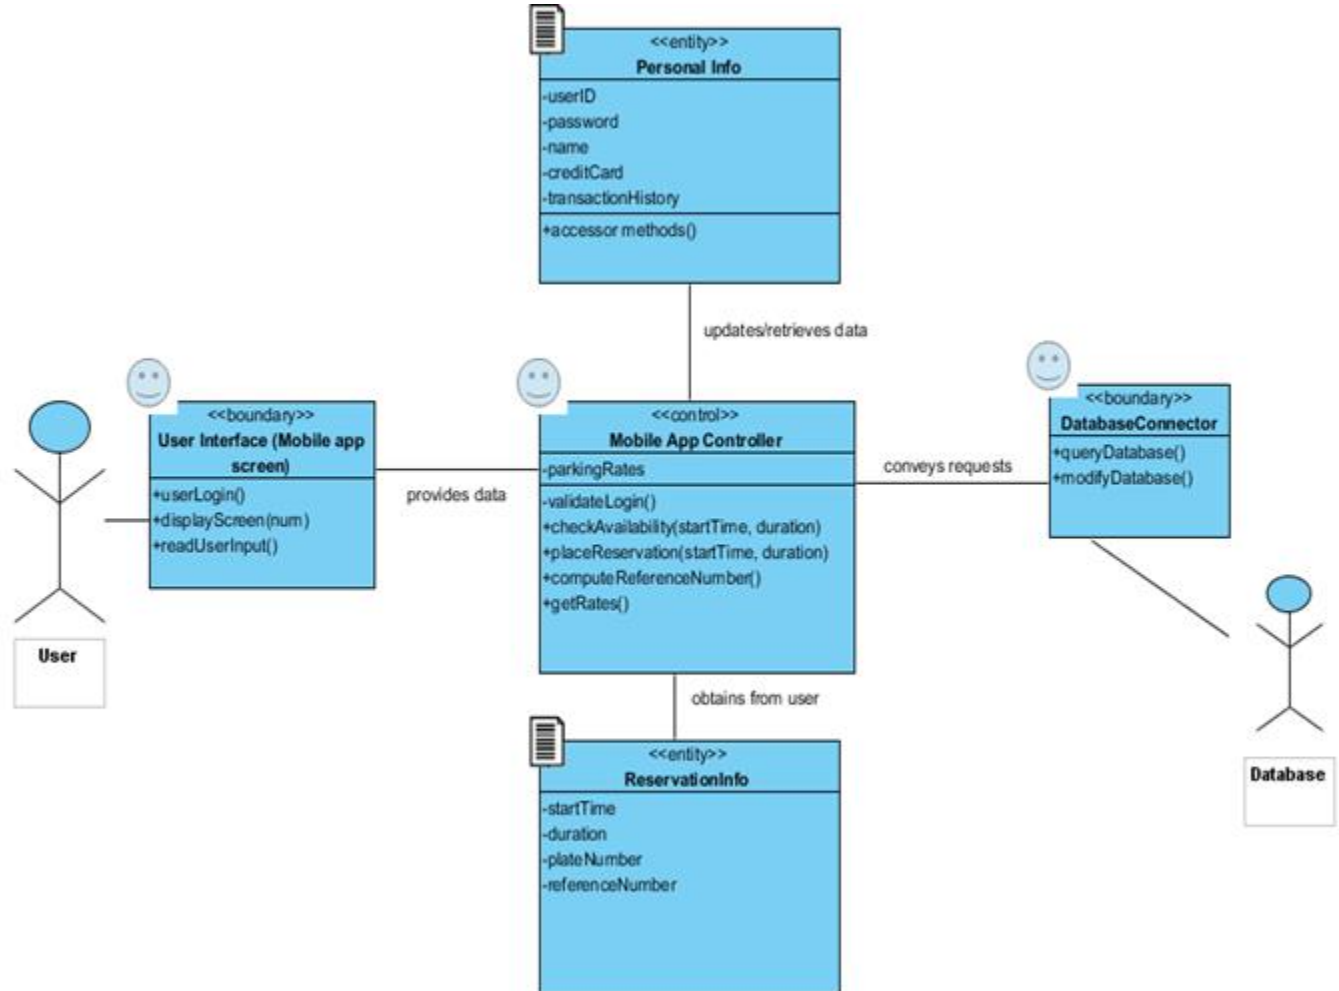 <<entity>>
Personal Info
-userID
-password
-name
-creditCard
-transactionHistory
+accessor methods()
updates/retrieves data
<<boundary>>
User Interface (Mobile app
screen)
+userLogin()
+displayScreen(num)
+readUserInput()
provides data
<<control>>
Mobile App Controller
-parkingRates
-validateLogin()
+checkAvailability(startTime, duration)
+placeReservation(startTime, duration)
+computeReferenceNumber()
+getRates()
conveys requests
<<boundary>>
DatabaseConnector
+queryDatabase()
+modifyDatabase()
User
obtains from user
<<entity>>
ReservationInfo
-startTime
-duration
-plateNumber
-referenceNumber
Database